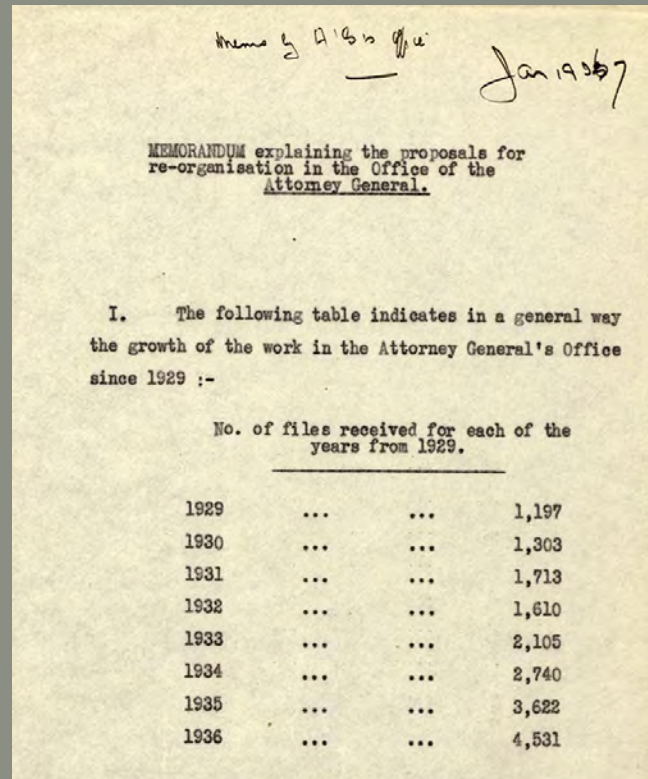 Memo by A.G's Office
Jan 1937
MEMORANDUM explaining the proposals for
re-organisation in the Office of the
Attorney General.
I. The following table indicates in a general way
the growth of the work in the Attorney General's Office
since 1929 :-
No. of files received for each of the
years from 1929.
1929 ... ... 1,197
1930 ... ... 1,303
1931 ... ... 1,713
1932 ... ... 1,610
1933 ... ... 2,105
1934 ... ... 2,740
1935 ... ... 3,622
1936 ... ... 4,531